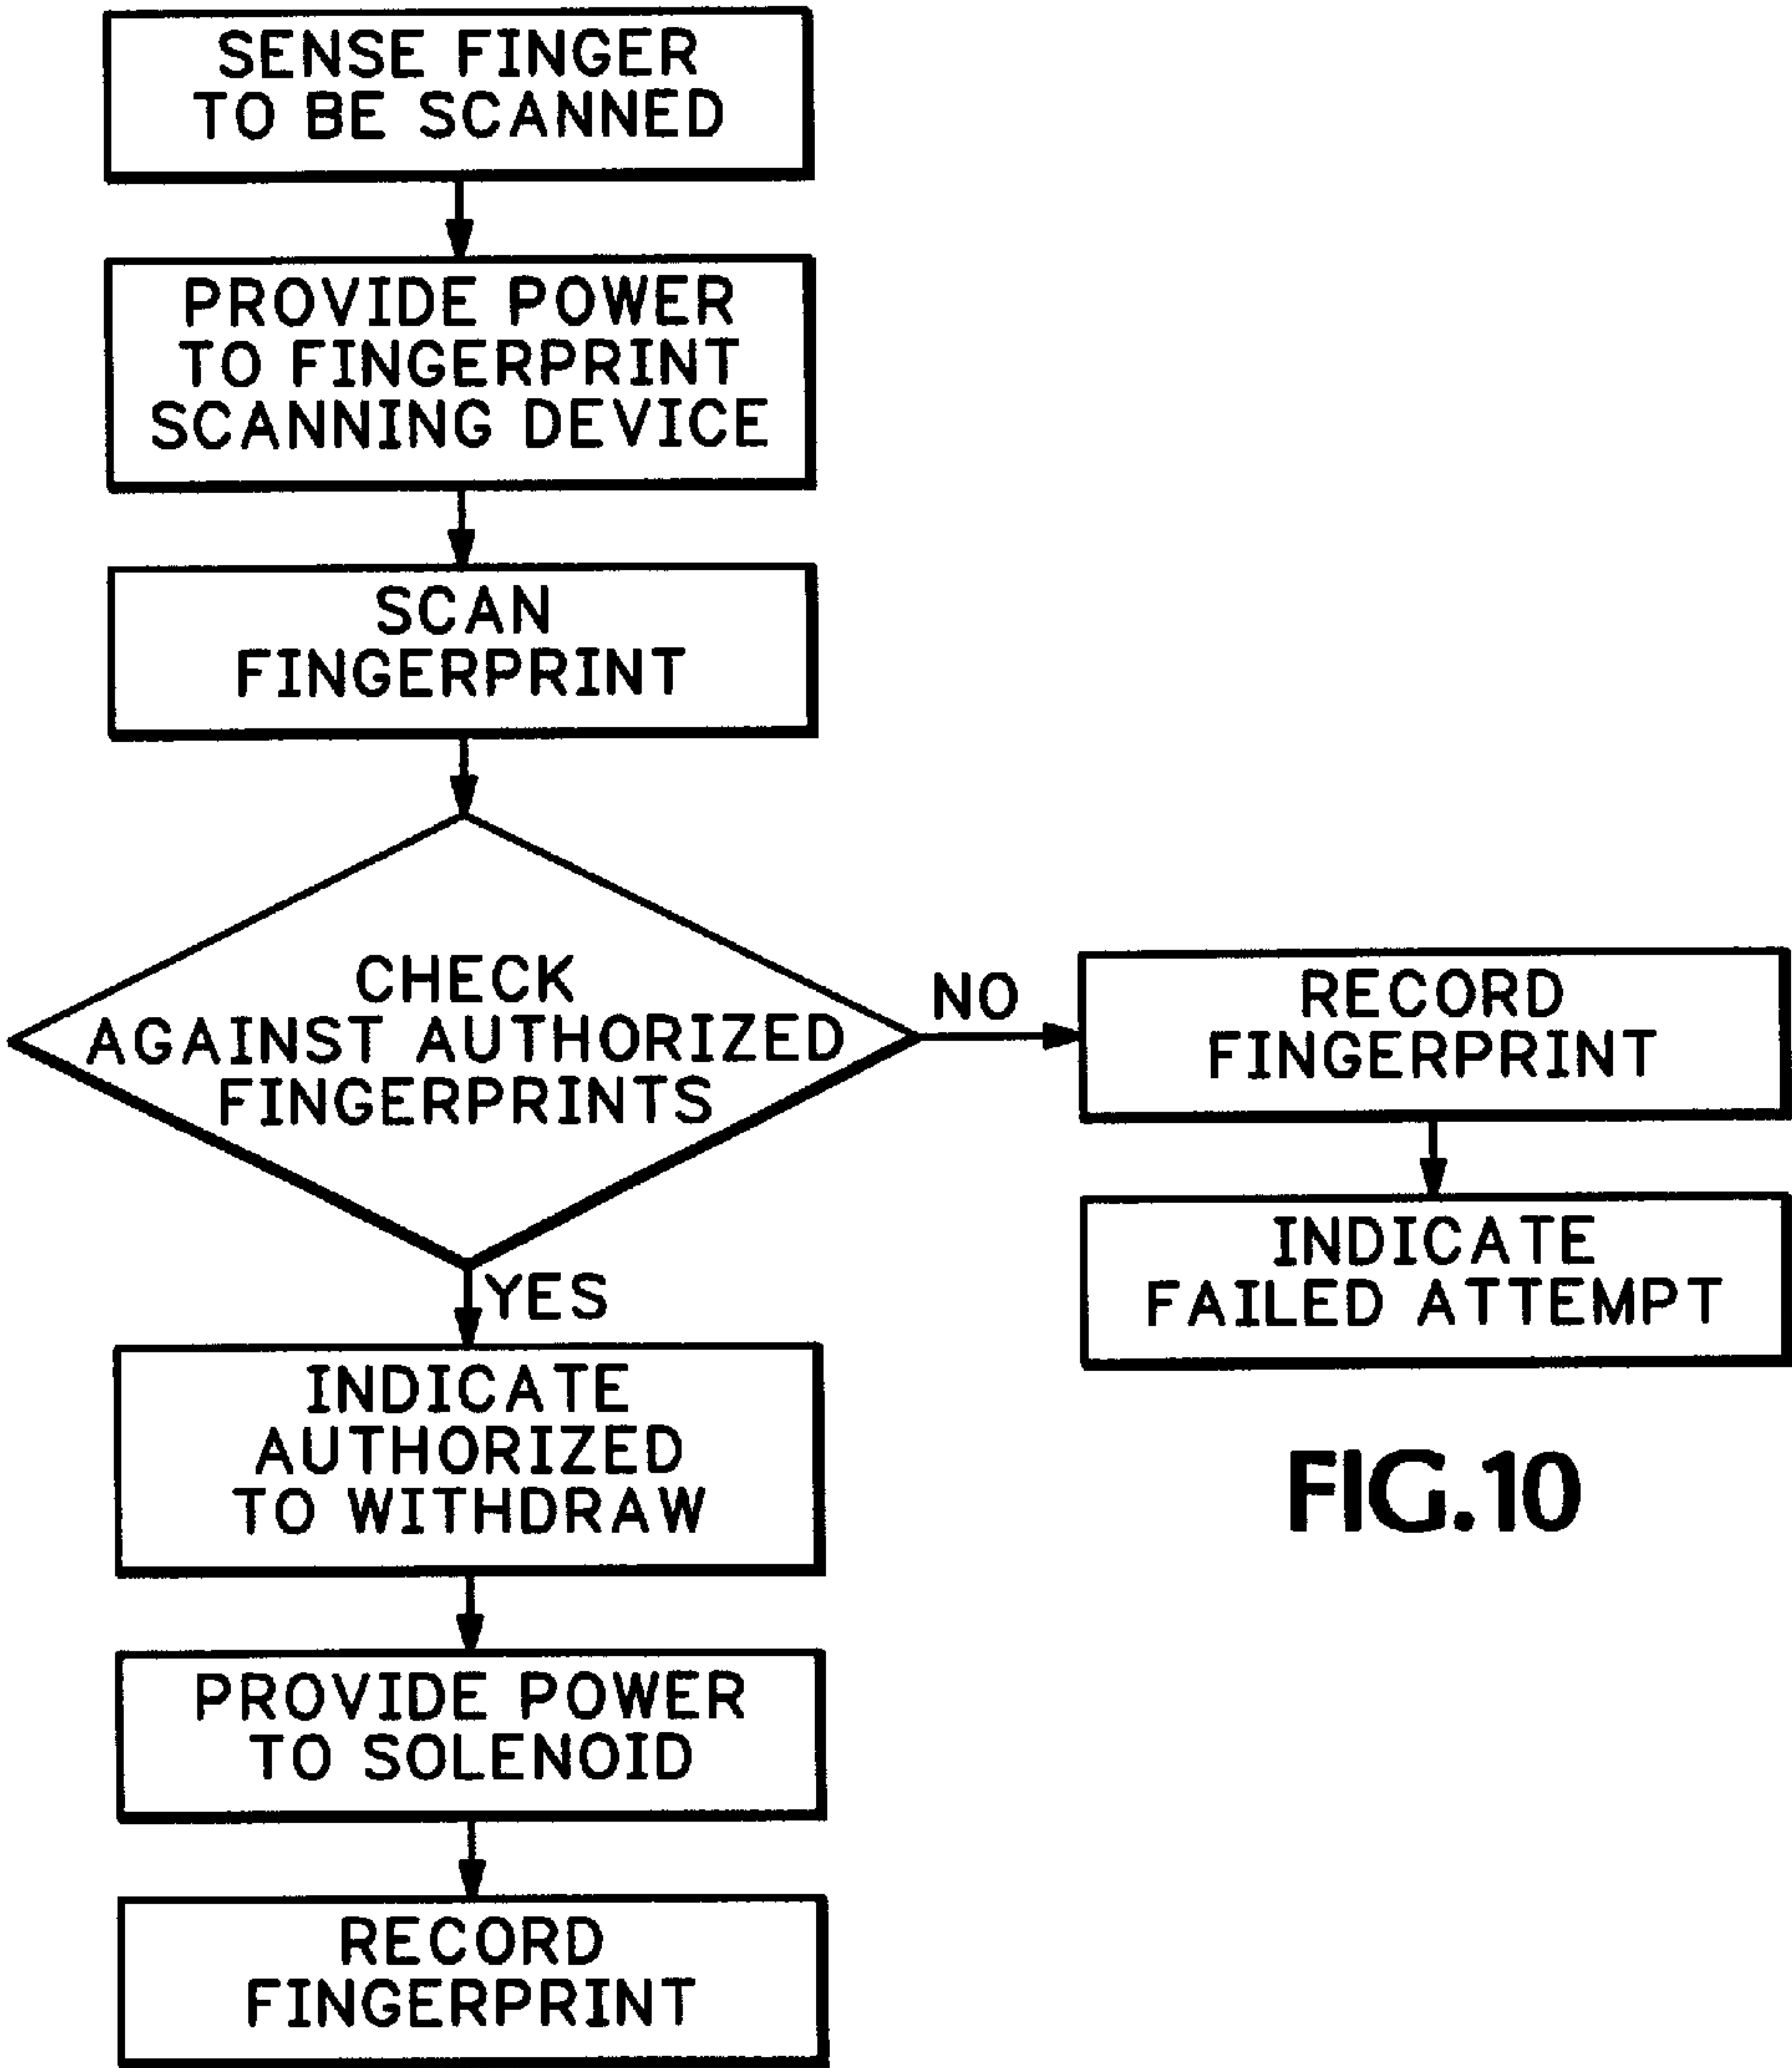 SENSE FINGER
TO BE SCANNED
PROVIDE POWER
TO FINGERPRINT
SCANNING DEVICE
SCAN
FINGERPRINT
CHECK
AGAINST AUTHORIZED
FINGERPRINTS
NO
RECORD
FINGERPRINT
INDICATE
FAILED ATTEMPT
YES
INDICATE
AUTHORIZED
TO WITHDRAW
PROVIDE POWER
TO SOLENOID
RECORD
FINGERPRINT
FIG.10